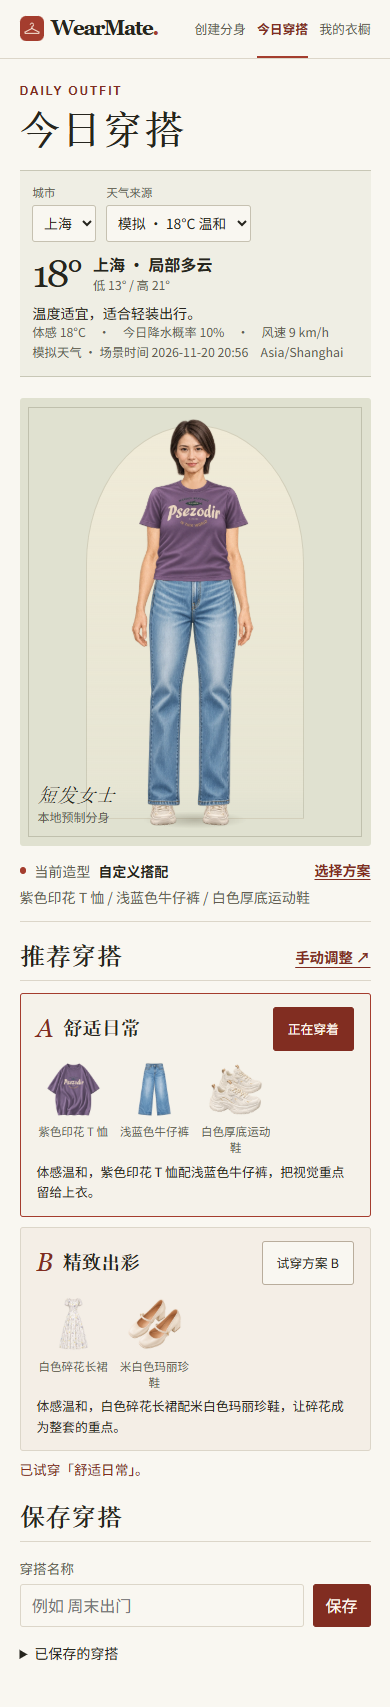 WearMate.
创建分身 今日穿搭 我的衣橱
DAILY OUTFIT
今日穿搭
城市 天气来源
上海 模拟 · 18°C 温和
18° 上海 · 局部多云
低 13° / 高 21°
温度适宜，适合轻装出行。
体感 18°C · 今日降水概率 10% · 风速 9 km/h
模拟天气 · 场景时间 2026-11-20 20:56 Asia/Shanghai
Psezodir
短发女士
本地预制分身
当前造型 自定义搭配 选择方案
紫色印花 T 恤 / 浅蓝色牛仔裤 / 白色厚底运动鞋
推荐穿搭 手动调整 ↗
A 舒适日常 正在穿着
紫色印花 T 恤 浅蓝色牛仔裤 白色厚底运动
鞋
体感温和，紫色印花 T 恤配浅蓝色牛仔裤，把视觉重点
留给上衣。
B 精致出彩 试穿方案 B
白色碎花长裙 米白色玛丽珍
鞋
体感温和，白色碎花长裙配米白色玛丽珍鞋，让碎花成
为整套的重点。
已试穿「舒适日常」。
保存穿搭
穿搭名称
例如 周末出门 保存
▶ 已保存的穿搭